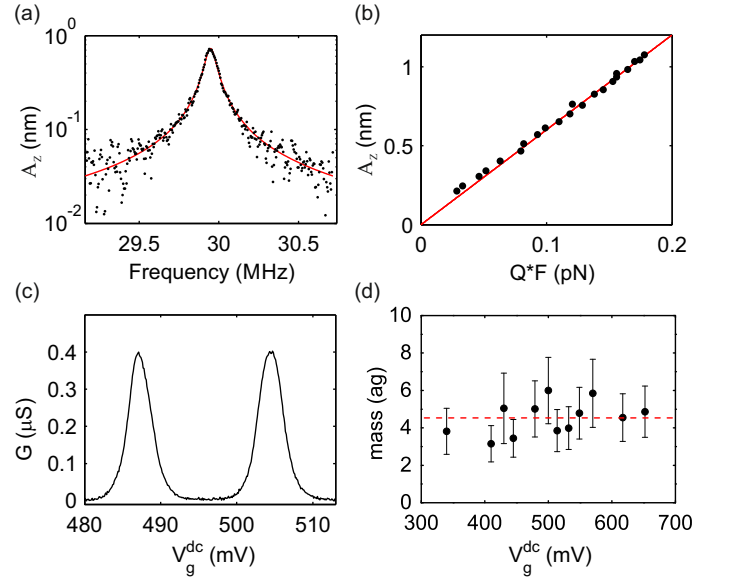 (a)
10^0
10^-1
10^-2
A_z (nm)
29.5 30 30.5
Frequency (MHz)
(b)
1
0.5
0
A_z (nm)
0 0.1 0.2
Q*F (pN)
(c)
0.4
0.3
0.2
0.1
0
G (μS)
480 490 500 510
V_g^dc (mV)
(d)
10
8
6
4
2
0
mass (ag)
300 400 500 600 700
V_g^dc (mV)